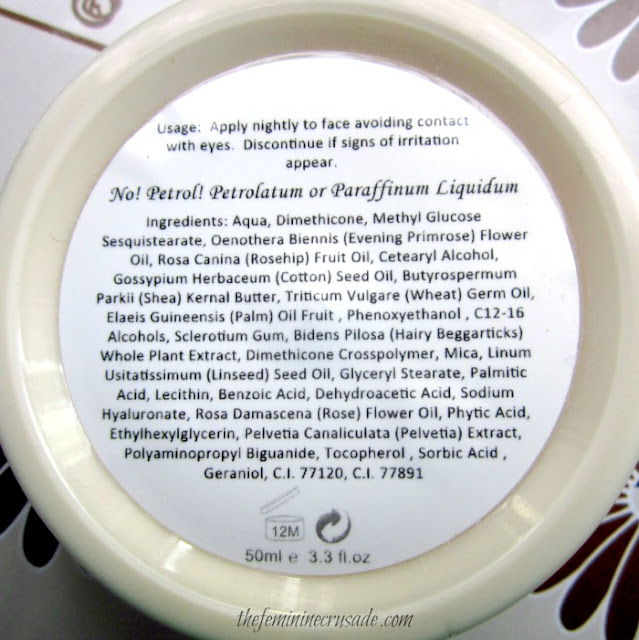 Usage: Apply nightly to face avoiding contact
with eyes. Discontinue if signs of irritation
appear.
No! Petrol! Petrolatum or Paraffinum Liquidum
Ingredients: Aqua, Dimethicone, Methyl Glucose
Sesquistearate, Oenothera Biennis (Evening Primrose) Flower
Oil, Rosa Canina (Rosehip) Fruit Oil, Cetearyl Alcohol,
Gossypium Herbaceum (Cotton) Seed Oil, Butyrospermum
Parkii (Shea) Kernal Butter, Triticum Vulgare (Wheat) Germ Oil,
Elaeis Guineensis (Palm) Oil Fruit , Phenoxyethanol , C12-16
Alcohols, Sclerotium Gum, Bidens Pilosa (Hairy Beggarticks)
Whole Plant Extract, Dimethicone Crosspolymer, Mica, Linum
Usitatissimum (Linseed) Seed Oil, Glyceryl Stearate, Palmitic
Acid, Lecithin, Benzoic Acid, Dehydroacetic Acid, Sodium
Hyaluronate, Rosa Damascena (Rose) Flower Oil, Phytic Acid,
Ethylhexylglycerin, Pelvetia Canaliculata (Pelvetia) Extract,
Polyaminopropyl Biguanide, Tocopherol , Sorbic Acid ,
Geraniol, C.I. 77120, C.I. 77891
12M
50ml e 3.3 fl.oz
thefemininecrusade.com